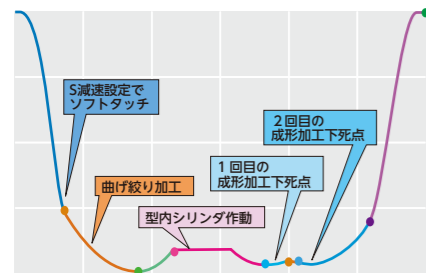 S減速設定で
ソフトタッチ
曲げ絞り加工
型内シリンダ作動
1回目の
成形加工下死点
2回目の
成形加工下死点